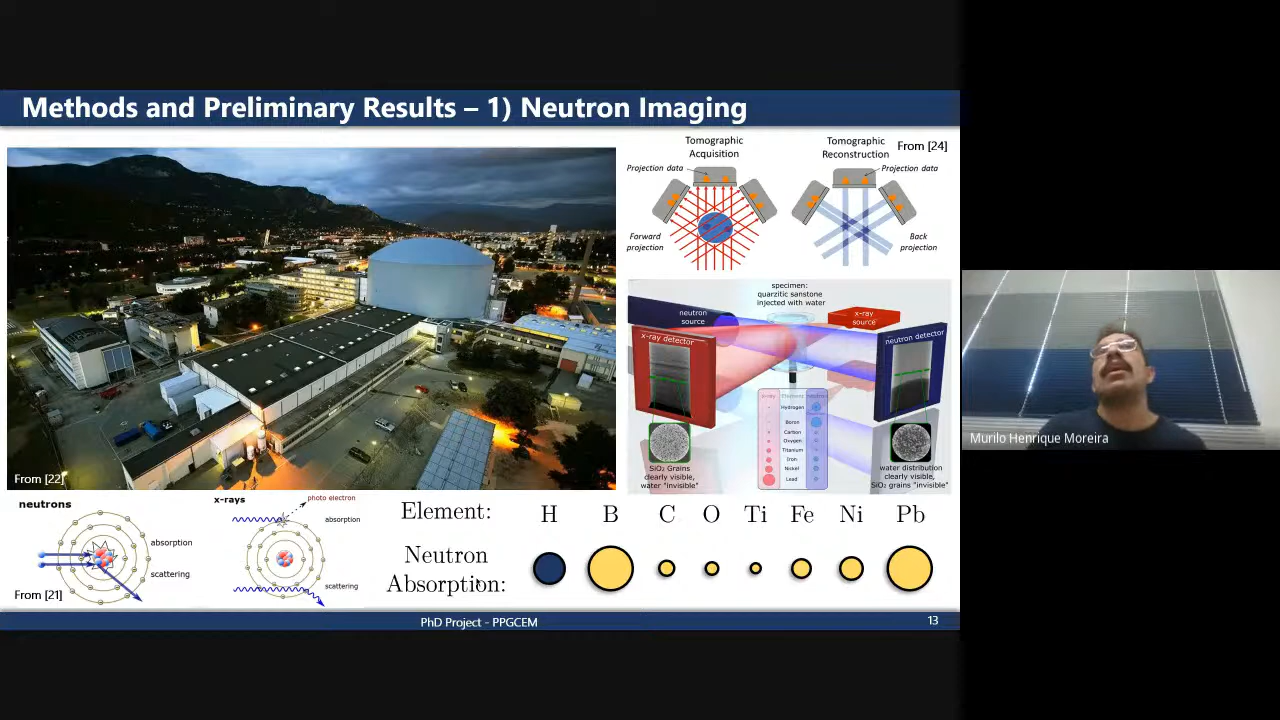 Methods and Preliminary Results – 1) Neutron Imaging
From [22]
Tomographic
Acquisition
Projection data
Forward
projection
Tomographic
Reconstruction
From [24]
Projection data
Back
projection
specimen:
quarzitic sanstone
injected with water
neutron
source
x-ray
source
x-ray detector
neutron detector
Element
Hydrogen
Boron
Carbon
Oxygen
Titanium
Iron
Nickel
Lead
SiO₂ Grains
clearly visible,
water "invisible"
water distribution
clearly visible,
SiO₂ grains "invisible"
neutrons
absorption
scattering
From [21]
x-rays
photo electron
absorption
scattering
Element: H B C O Ti Fe Ni Pb
Neutron
Absorption:
PhD Project - PPGCEM
13
Murilo Henrique Moreira